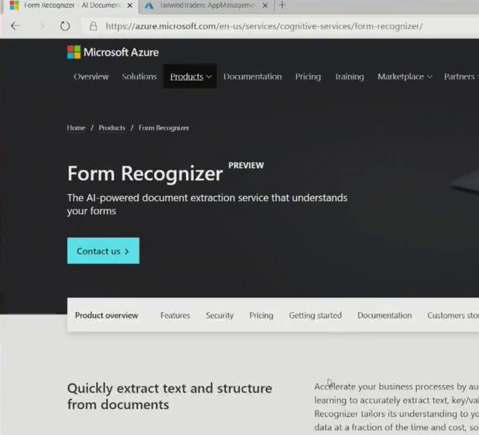 Form Recognizer - AI Documen
tailwindtraders-AppManageme
https://azure.microsoft.com/en-us/services/cognitive-services/form-recognizer/
Microsoft Azure
Overview Solutions Products Documentation Pricing Training Marketplace Partners
Home / Products / Form Recognizer
Form Recognizer PREVIEW
The AI-powered document extraction service that understands
your forms
Contact us >
Product overview Features Security Pricing Getting started Documentation Customers sto
Quickly extract text and structure
from documents
Accelerate your business processes by au
learning to accurately extract text, key/va
Recognizer tailors its understanding to yo
data at a fraction of the time and cost, so